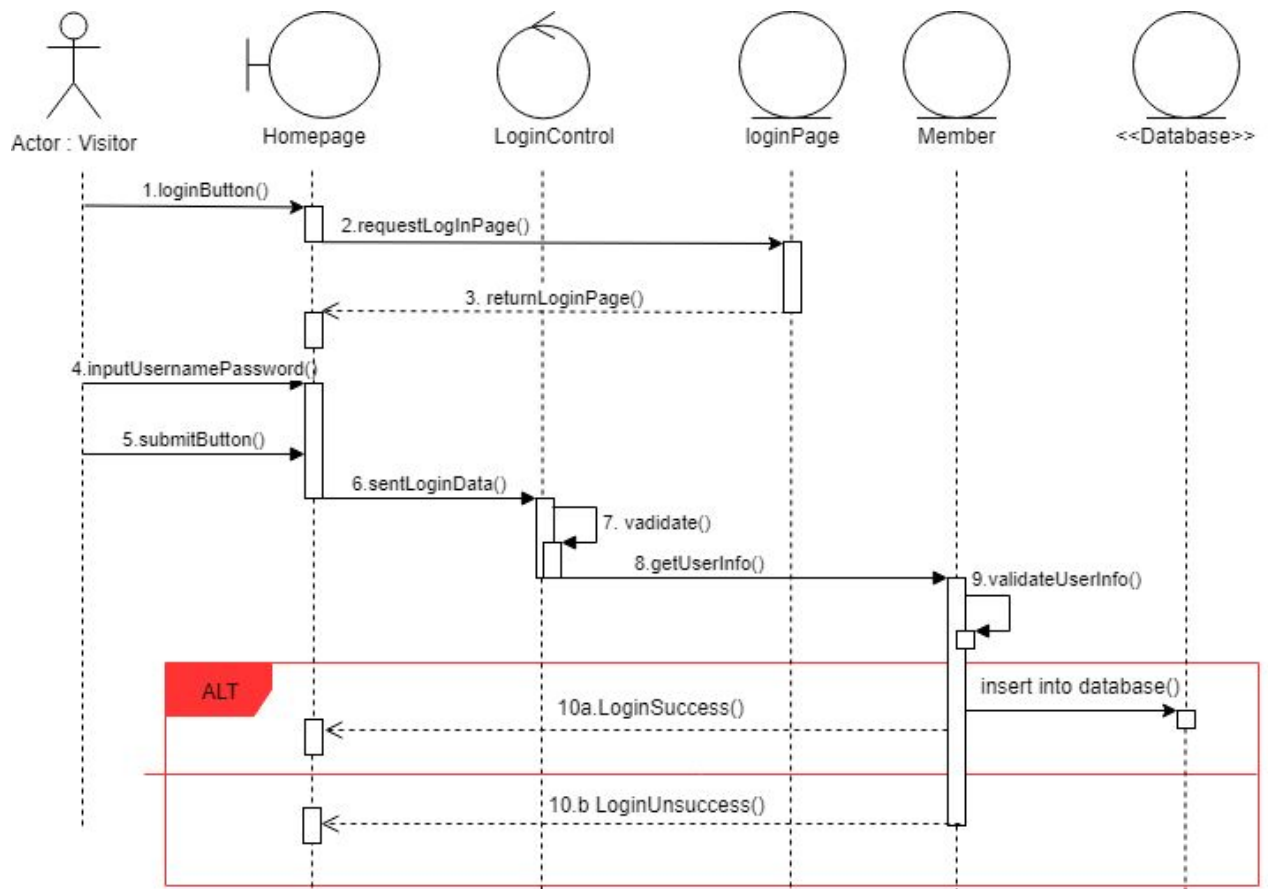 Actor : Visitor
Homepage
LoginControl
loginPage
Member
<<Database>>
1.loginButton()
2.requestLogInPage()
3. returnLoginPage()
4.inputUsernamePassword()
5.submitButton()
6.sentLoginData()
7. vadidate()
8.getUserInfo()
9.validateUserInfo()
ALT
insert into database()
10a.LoginSuccess()
10.b LoginUnsuccess()